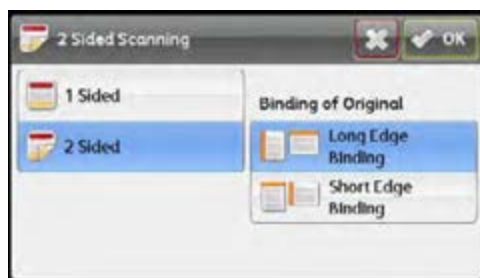 2 Sided Scanning
OK
1 Sided
2 Sided
Binding of Original
Long Edge
Binding
Short Edge
Binding